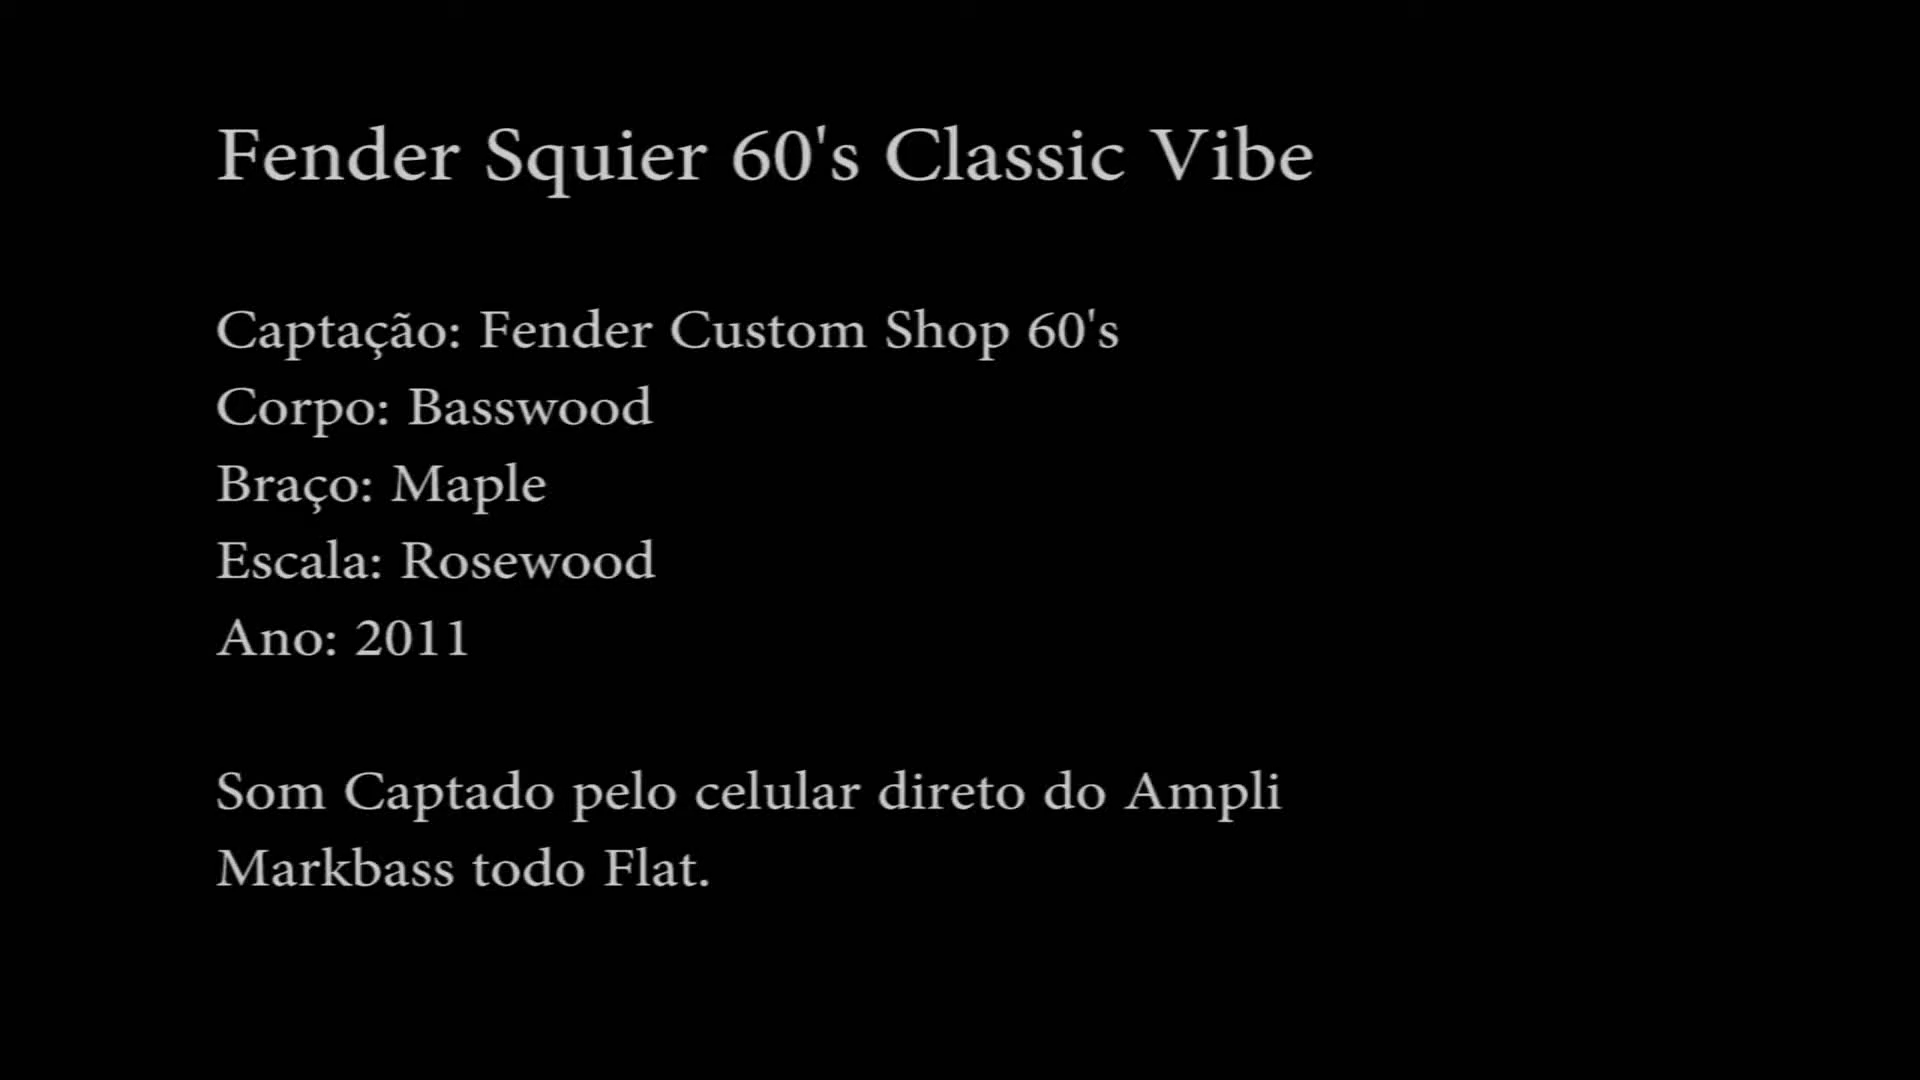 Fender Squier 60's Classic Vibe
Captação: Fender Custom Shop 60's
Corpo: Basswood
Braço: Maple
Escala: Rosewood
Ano: 2011
Som Captado pelo celular direto do Ampli
Markbass todo Flat.